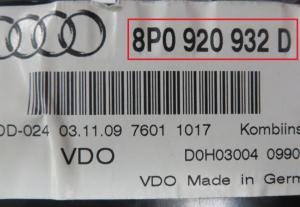 8P0 920 932 D
DD-024 03.11.09 7601 1017 Kombiins
VDO D0H03004 0990
VDO Made in Germ